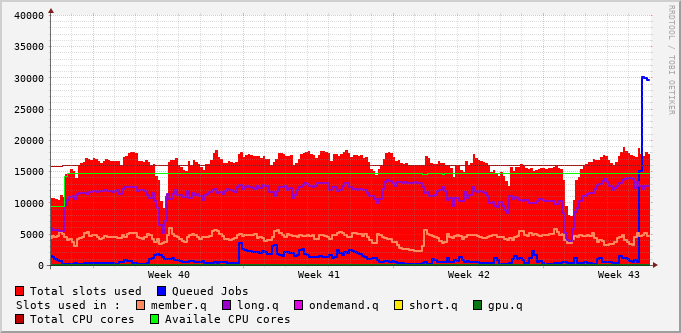 40000
35000
30000
25000
20000
15000
10000
5000
0
Week 40 Week 41 Week 42 Week 43
RRDTOOL / TOBI OETIKER
Total slots used Queued Jobs
Slots used in : member.q long.q ondemand.q short.q gpu.q
Total CPU cores Availale CPU cores